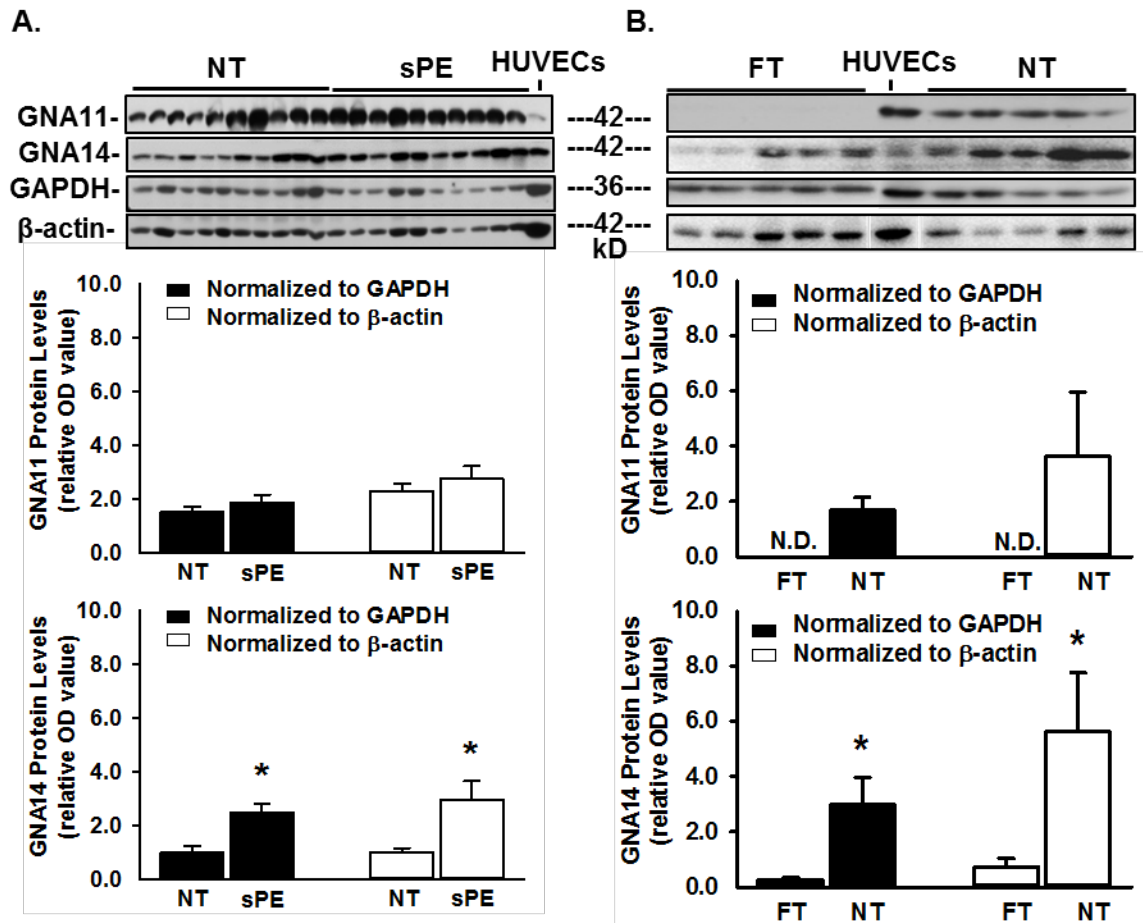 A.
NT sPE HUVECs
GNA11-
GNA14-
GAPDH-
β-actin-
B.
FT HUVECs NT
---42---
--42--
--36--
--42--
kD
GNA11 Protein Levels
(relative OD value)
10.0
8.0
6.0
4.0
2.0
0.0
Normalized to GAPDH
Normalized to β-actin
NT sPE NT sPE
GNA11 Protein Levels
(relative OD value)
10.0
8.0
6.0
4.0
2.0
0.0
Normalized to GAPDH
Normalized to β-actin
N.D. N.D.
FT NT FT NT
GNA14 Protein Levels
(relative OD value)
10.0
8.0
6.0
4.0
2.0
0.0
Normalized to GAPDH
Normalized to β-actin
* *
NT sPE NT sPE
GNA14 Protein Levels
(relative OD value)
10.0
8.0
6.0
4.0
2.0
0.0
Normalized to GAPDH
Normalized to β-actin
* *
FT NT FT NT